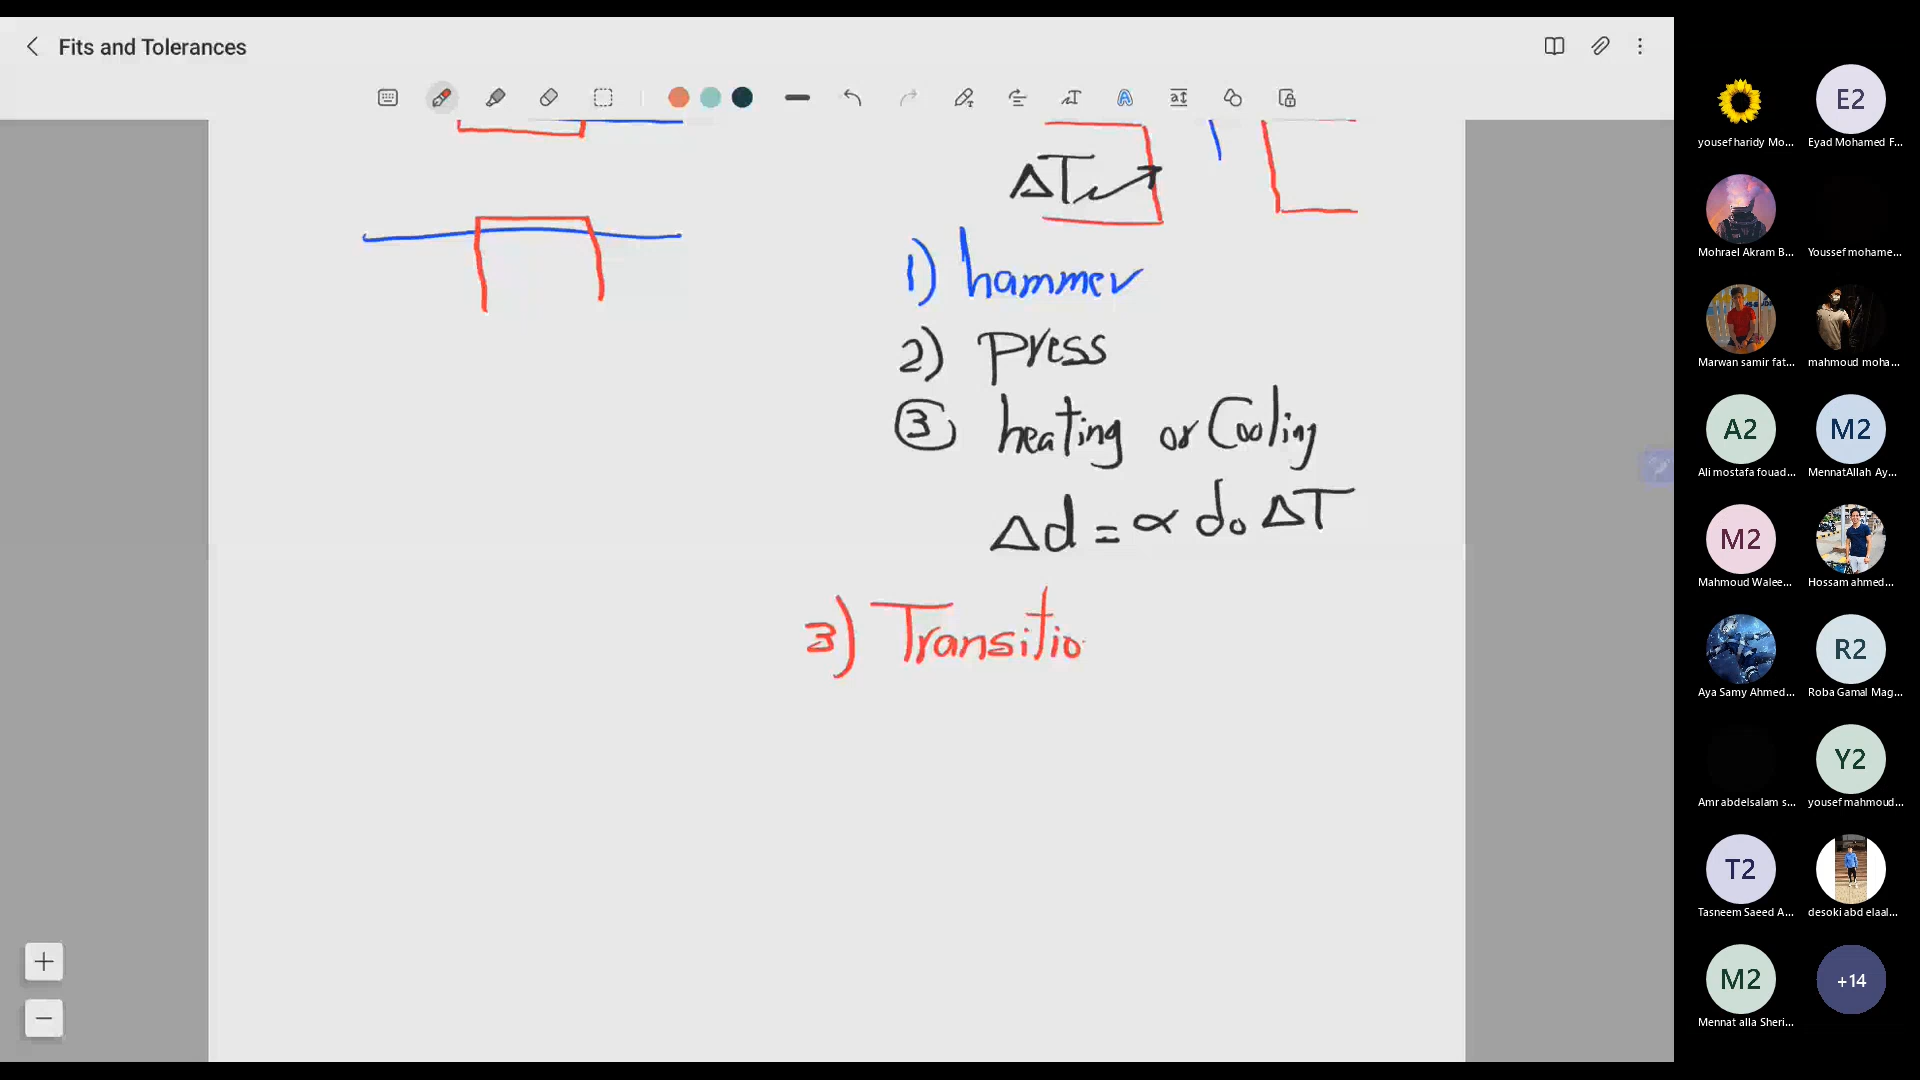 Fits and Tolerances
ΔT
1) hammer
2) press
③ heating or Cooling
Δd = α d₀ ΔT
3) Transitio
yousef haridy Mo...
E2
Eyad Mohamed F...
Mohrael Akram B...
Youssef mohame...
Marwan samir fat...
mahmoud moha...
A2
Ali mostafa fouad...
M2
MennatAllah Ay...
M2
Mahmoud Walee...
Hossam ahmed...
Aya Samy Ahmed...
R2
Roba Gamal Mag...
Amr abdelsalam s...
Y2
yousef mahmoud...
T2
Tasneem Saeed A...
desoki abd elaal...
M2
Mennat alla Sheri...
+14